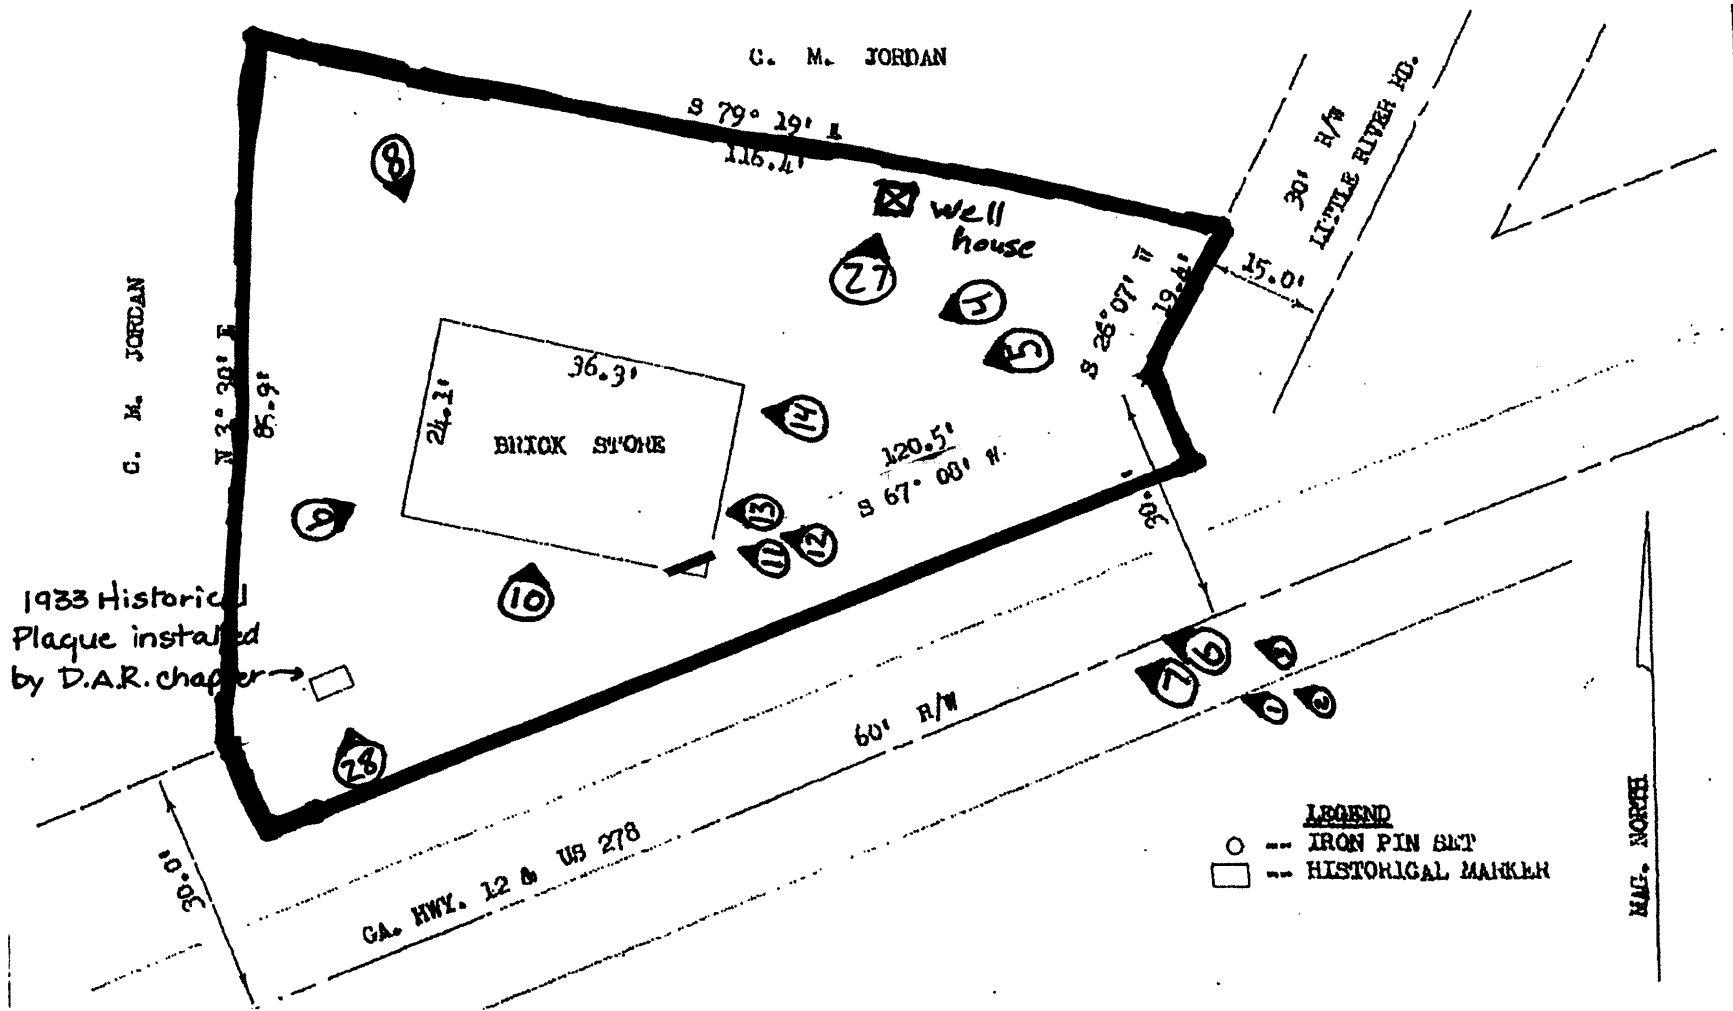 C. M. JORDAN
S 79° 19' E
116.4'
30' R/W
LITTLE RIVER RD.
8
well
house
27
15.0'
S 26° 07' W
19.4'
4
5
C. M. JORDAN
N 3° 30' E
85.9'
36.3'
24.1'
BRICK STORE
14
120.5'
S 67° 08' W.
9
13
11
12
10
30.
1933 Historical
Plaque installed
by D.A.R. chapter
28
6
7
3
1
2
60' R/W
GA. HWY. 12 & US 278
30.0'
LEGEND
-- IRON PIN SET
-- HISTORICAL MARKER
MAG. NORTH